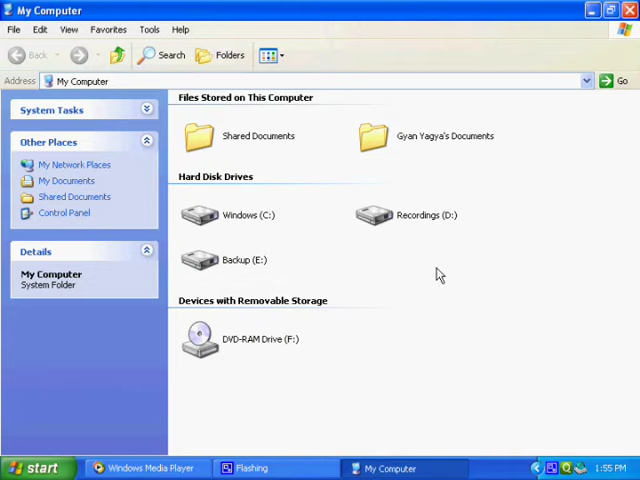 My Computer
File Edit View Favorites Tools Help
Back Search Folders
Address My Computer Go
System Tasks
Other Places
My Network Places
My Documents
Shared Documents
Control Panel
Details
My Computer
System Folder
Files Stored on This Computer
Shared Documents Gyan Yagya's Documents
Hard Disk Drives
Windows (C:) Recordings (D:)
Backup (E:)
Devices with Removable Storage
DVD-RAM Drive (F:)
start Windows Media Player Flashing My Computer 1:55 PM